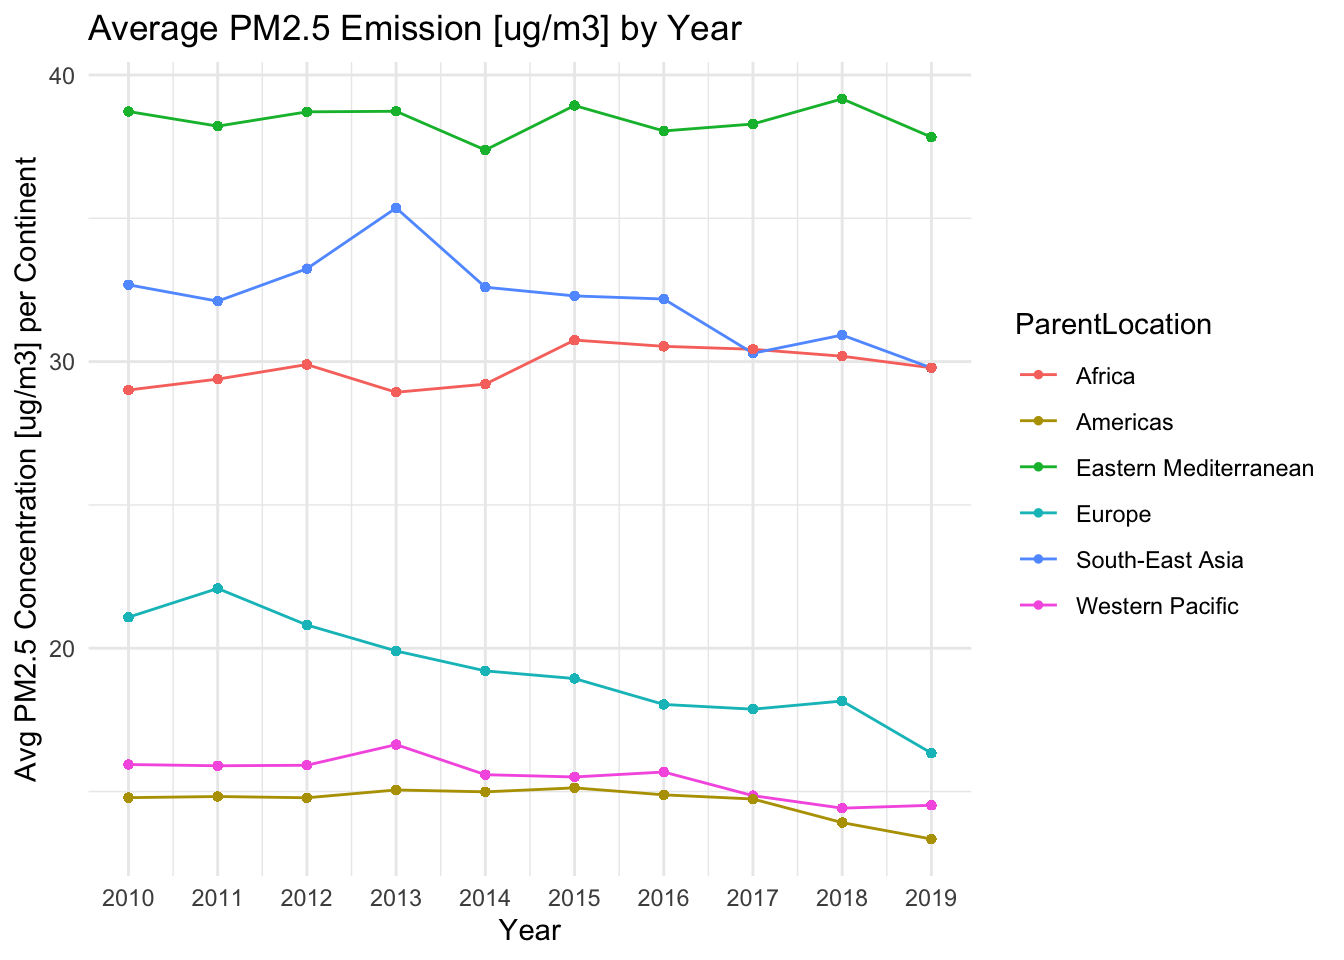 Average PM2.5 Emission [ug/m3] by Year
Avg PM2.5 Concentration [ug/m3] per Continent
40
30
20
2010 2011 2012 2013 2014 2015 2016 2017 2018 2019
Year
ParentLocation
Africa
Americas
Eastern Mediterranean
Europe
South-East Asia
Western Pacific